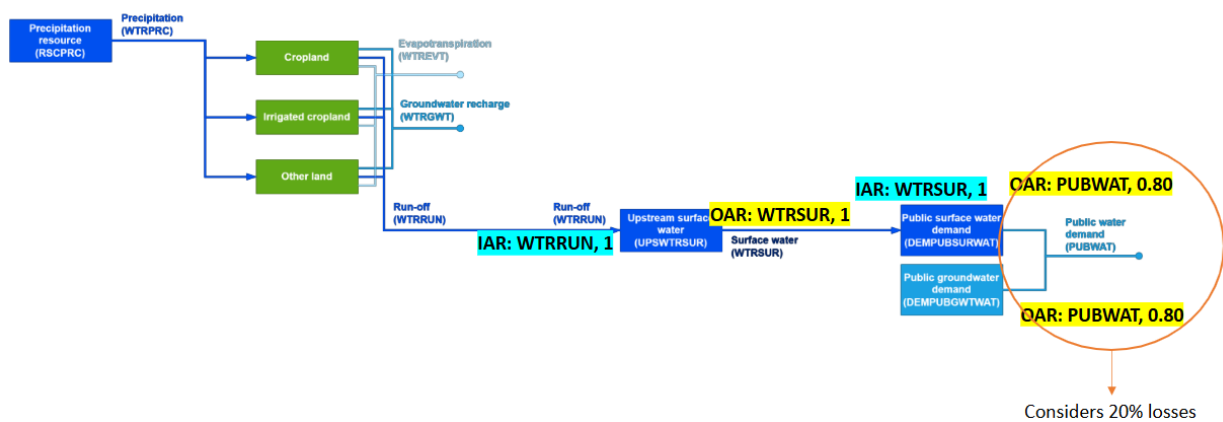 Precipitation
resource
(RSCPRC)
Precipitation
(WTRPRC)
Cropland
Irrigated cropland
Other land
Evapotranspiration
(WTREVT)
Groundwater recharge
(WTRGWT)
Run-off
(WTRRUN)
IAR: WTRRUN, 1
Run-off
(WTRRUN)
Upstream surface
water
(UPSWTRSUR)
OAR: WTRSUR, 1
Surface water
(WTRSUR)
IAR: WTRSUR, 1
Public surface water
demand
(DEMPUBSURWAT)
Public groundwater
demand
(DEMPUBGWTWAT)
OAR: PUBWAT, 0.80
Public water
demand
(PUBWAT)
OAR: PUBWAT, 0.80
Considers 20% losses